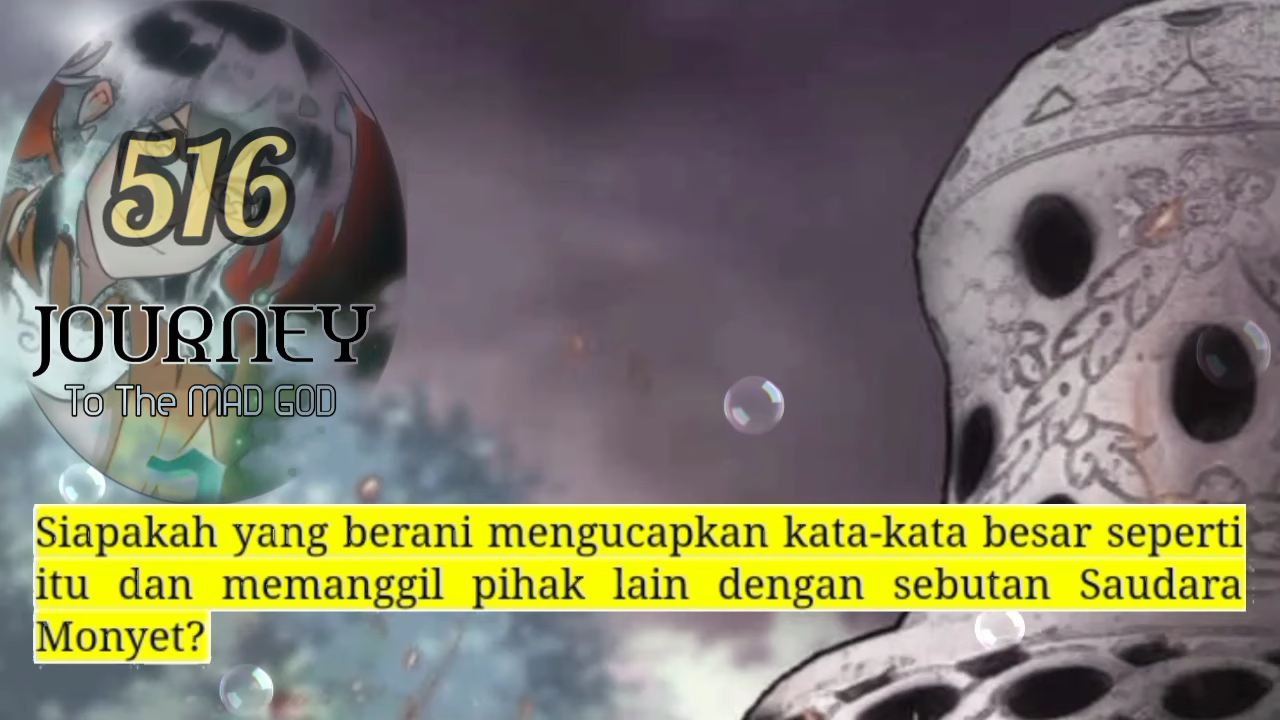 516
JOURNEY
To The MAD GOD
Siapakah yang berani mengucapkan kata-kata besar seperti
itu dan memanggil pihak lain dengan sebutan Saudara
Monyet?